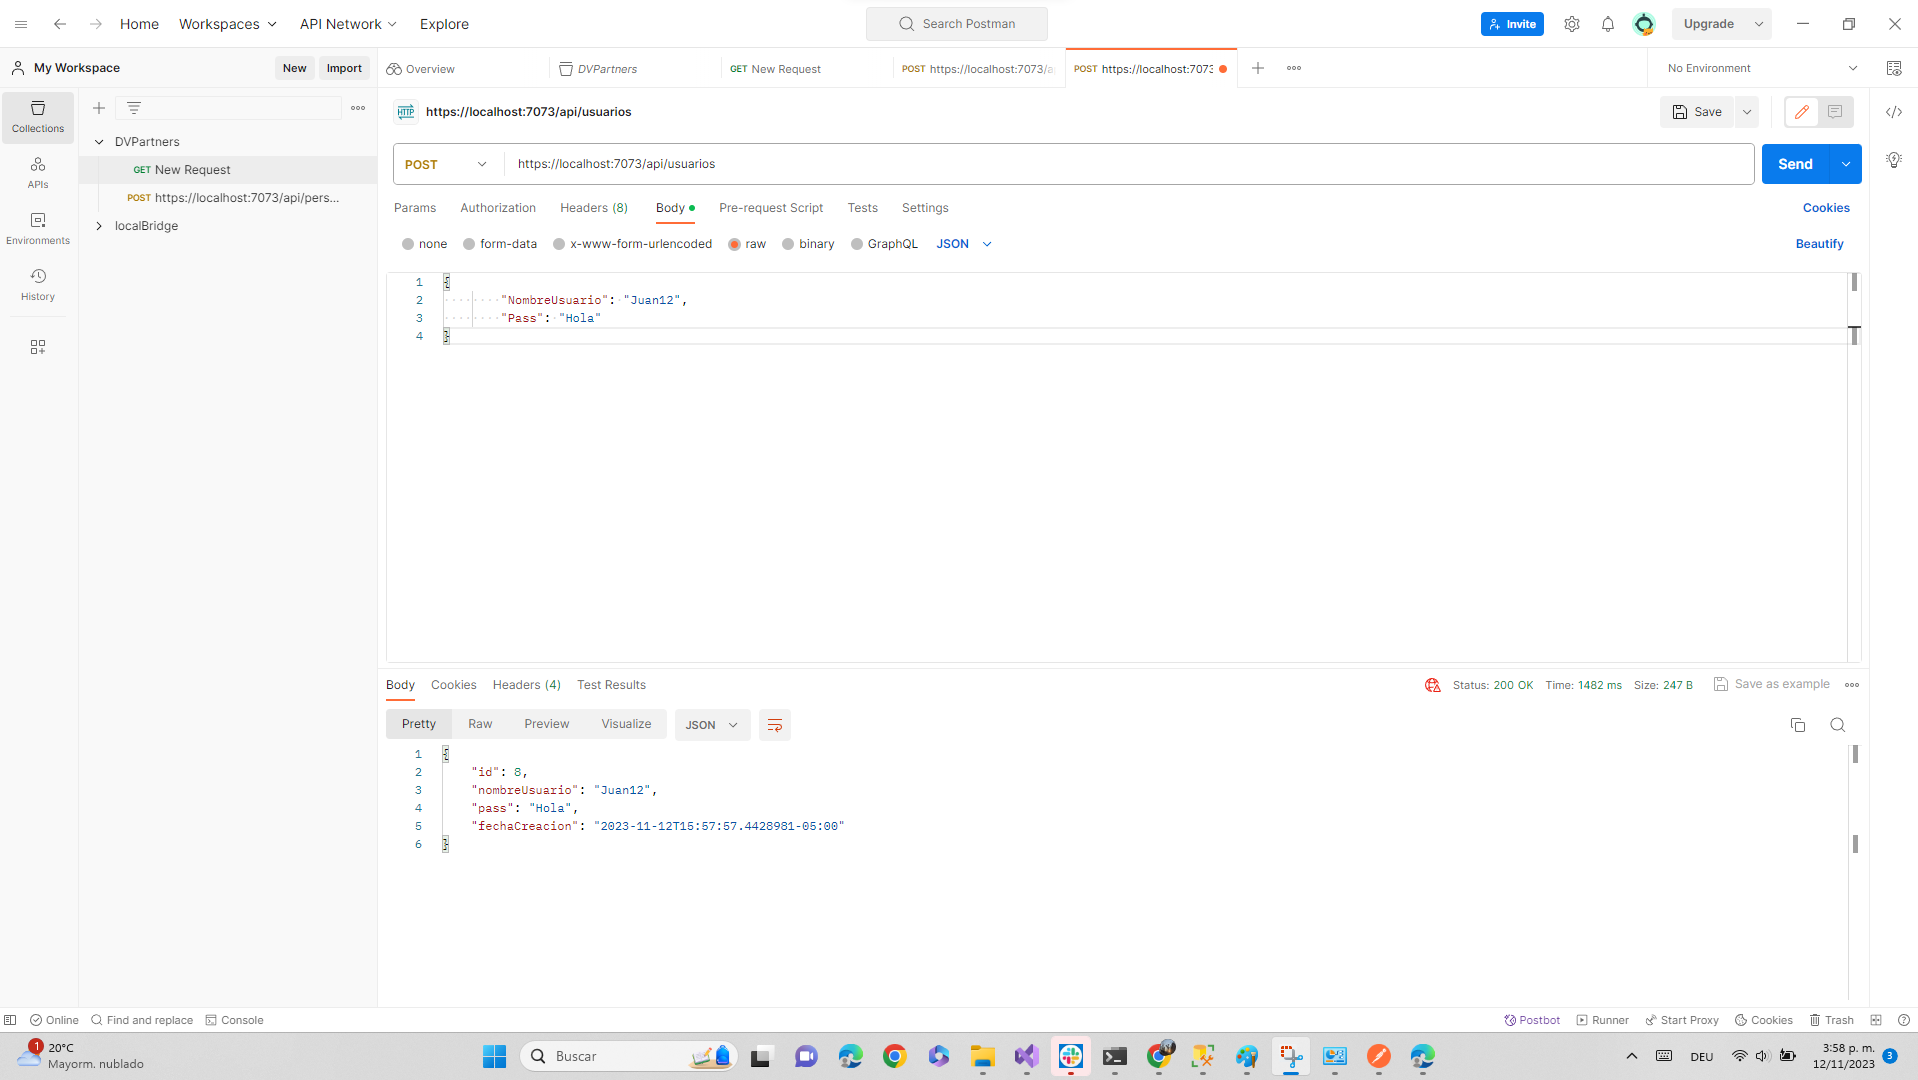 Home
Workspaces
API Network
Explore
Search Postman
Invite
Upgrade
My Workspace
New
Import
Overview
DVPartners
GET New Request
POST https://localhost:7073/a
POST https://localhost:7073
No Environment
Collections
APIs
Environments
History
DVPartners
GET New Request
POST https://localhost:7073/api/pers...
localBridge
HTTP https://localhost:7073/api/usuarios
Save
POST
https://localhost:7073/api/usuarios
Send
Params
Authorization
Headers (8)
Body
Pre-request Script
Tests
Settings
Cookies
none
form-data
x-www-form-urlencoded
raw
binary
GraphQL
JSON
Beautify
1 {
2 "NombreUsuario": "Juan12",
3 "Pass": "Hola"
4 }
Body
Cookies
Headers (4)
Test Results
Status: 200 OK
Time: 1482 ms
Size: 247 B
Save as example
Pretty
Raw
Preview
Visualize
JSON
1 {
2 "id": 8,
3 "nombreUsuario": "Juan12",
4 "pass": "Hola",
5 "fechaCreacion": "2023-11-12T15:57:57.4428981-05:00"
6 }
Online
Find and replace
Console
Postbot
Runner
Start Proxy
Cookies
Trash
1
20°C
Mayorm. nublado
Buscar
DEU
3:58 p. m.
12/11/2023
3